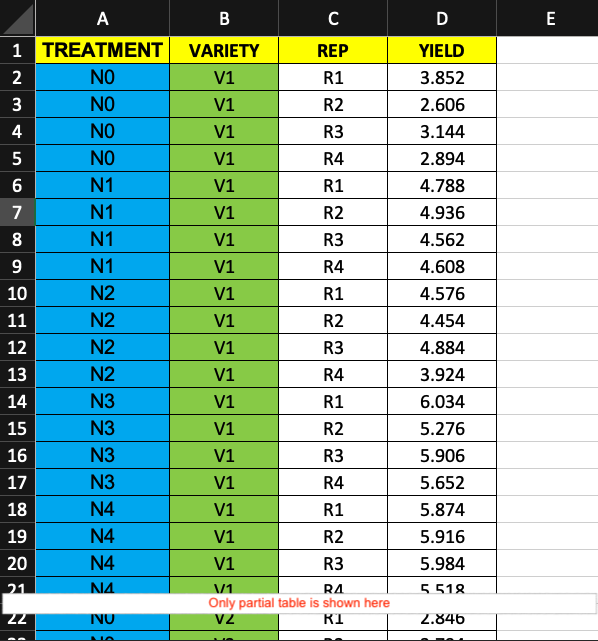 A B C D E
1 TREATMENT VARIETY REP YIELD
2 N0 V1 R1 3.852
3 N0 V1 R2 2.606
4 N0 V1 R3 3.144
5 N0 V1 R4 2.894
6 N1 V1 R1 4.788
7 N1 V1 R2 4.936
8 N1 V1 R3 4.562
9 N1 V1 R4 4.608
10 N2 V1 R1 4.576
11 N2 V1 R2 4.454
12 N2 V1 R3 4.884
13 N2 V1 R4 3.924
14 N3 V1 R1 6.034
15 N3 V1 R2 5.276
16 N3 V1 R3 5.906
17 N3 V1 R4 5.652
18 N4 V1 R1 5.874
19 N4 V1 R2 5.916
20 N4 V1 R3 5.984
21 N4 V1 R4 5.518
Only partial table is shown here
22 N0 V2 R1 2.846